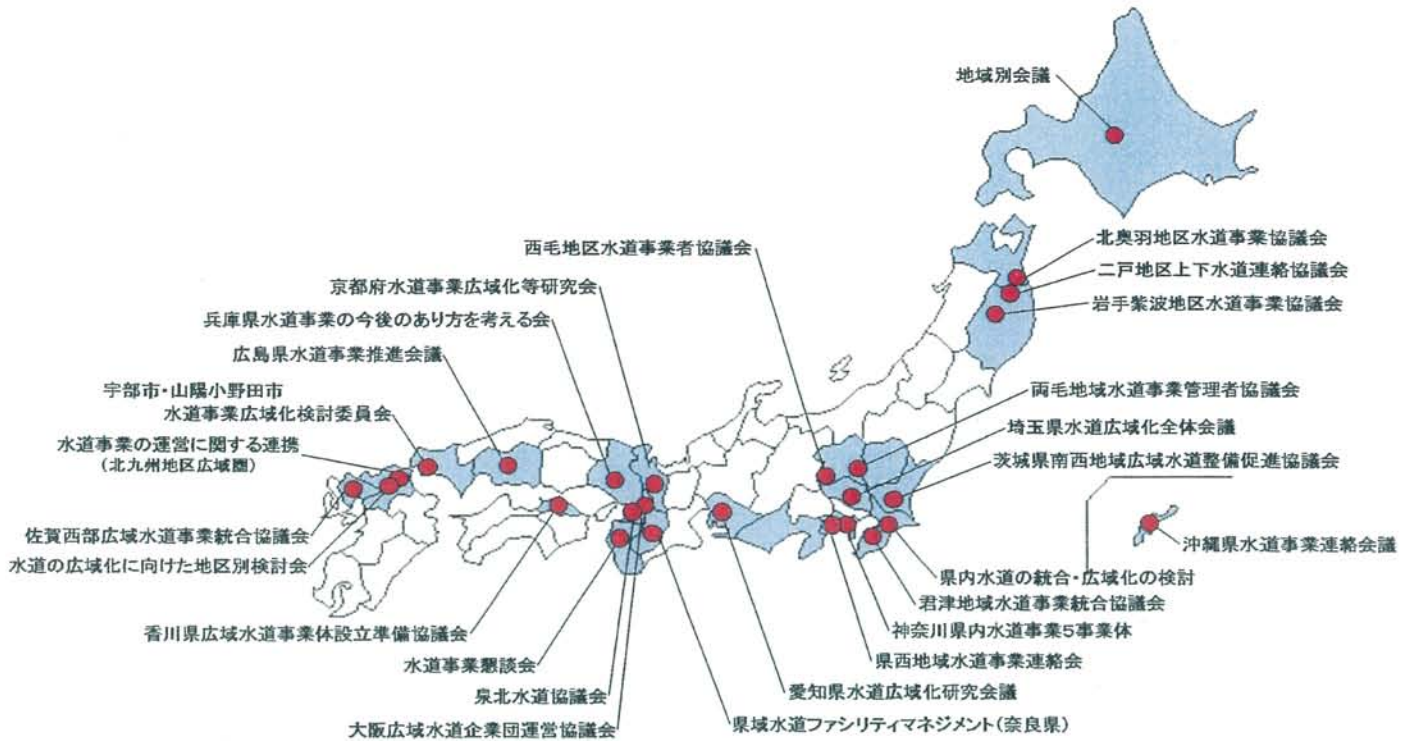 地域別会議
北奥羽地区水道事業協議会
二戸地区上下水道連絡協議会
岩手紫波地区水道事業協議会
西毛地区水道事業者協議会
京都府水道事業広域化等研究会
兵庫県水道事業の今後のあり方を考える会
広島県水道事業推進会議
宇部市・山陽小野田市
水道事業広域化検討委員会
水道事業の運営に関する連携
(北九州地区広域圏)
両毛地域水道事業管理者協議会
埼玉県水道広域化全体会議
茨城県南西地域広域水道整備促進協議会
沖縄県水道事業連絡会議
佐賀西部広域水道事業統合協議会
水道の広域化に向けた地区別検討会
香川県広域水道事業体設立準備協議会
水道事業懇談会
泉北水道協議会
大阪広域水道企業団運営協議会
県内水道の統合・広域化の検討
君津地域水道事業統合協議会
神奈川県内水道事業5事業体
県西地域水道事業連絡会
愛知県水道広域化研究会議
県域水道ファシリティマネジメント(奈良県)